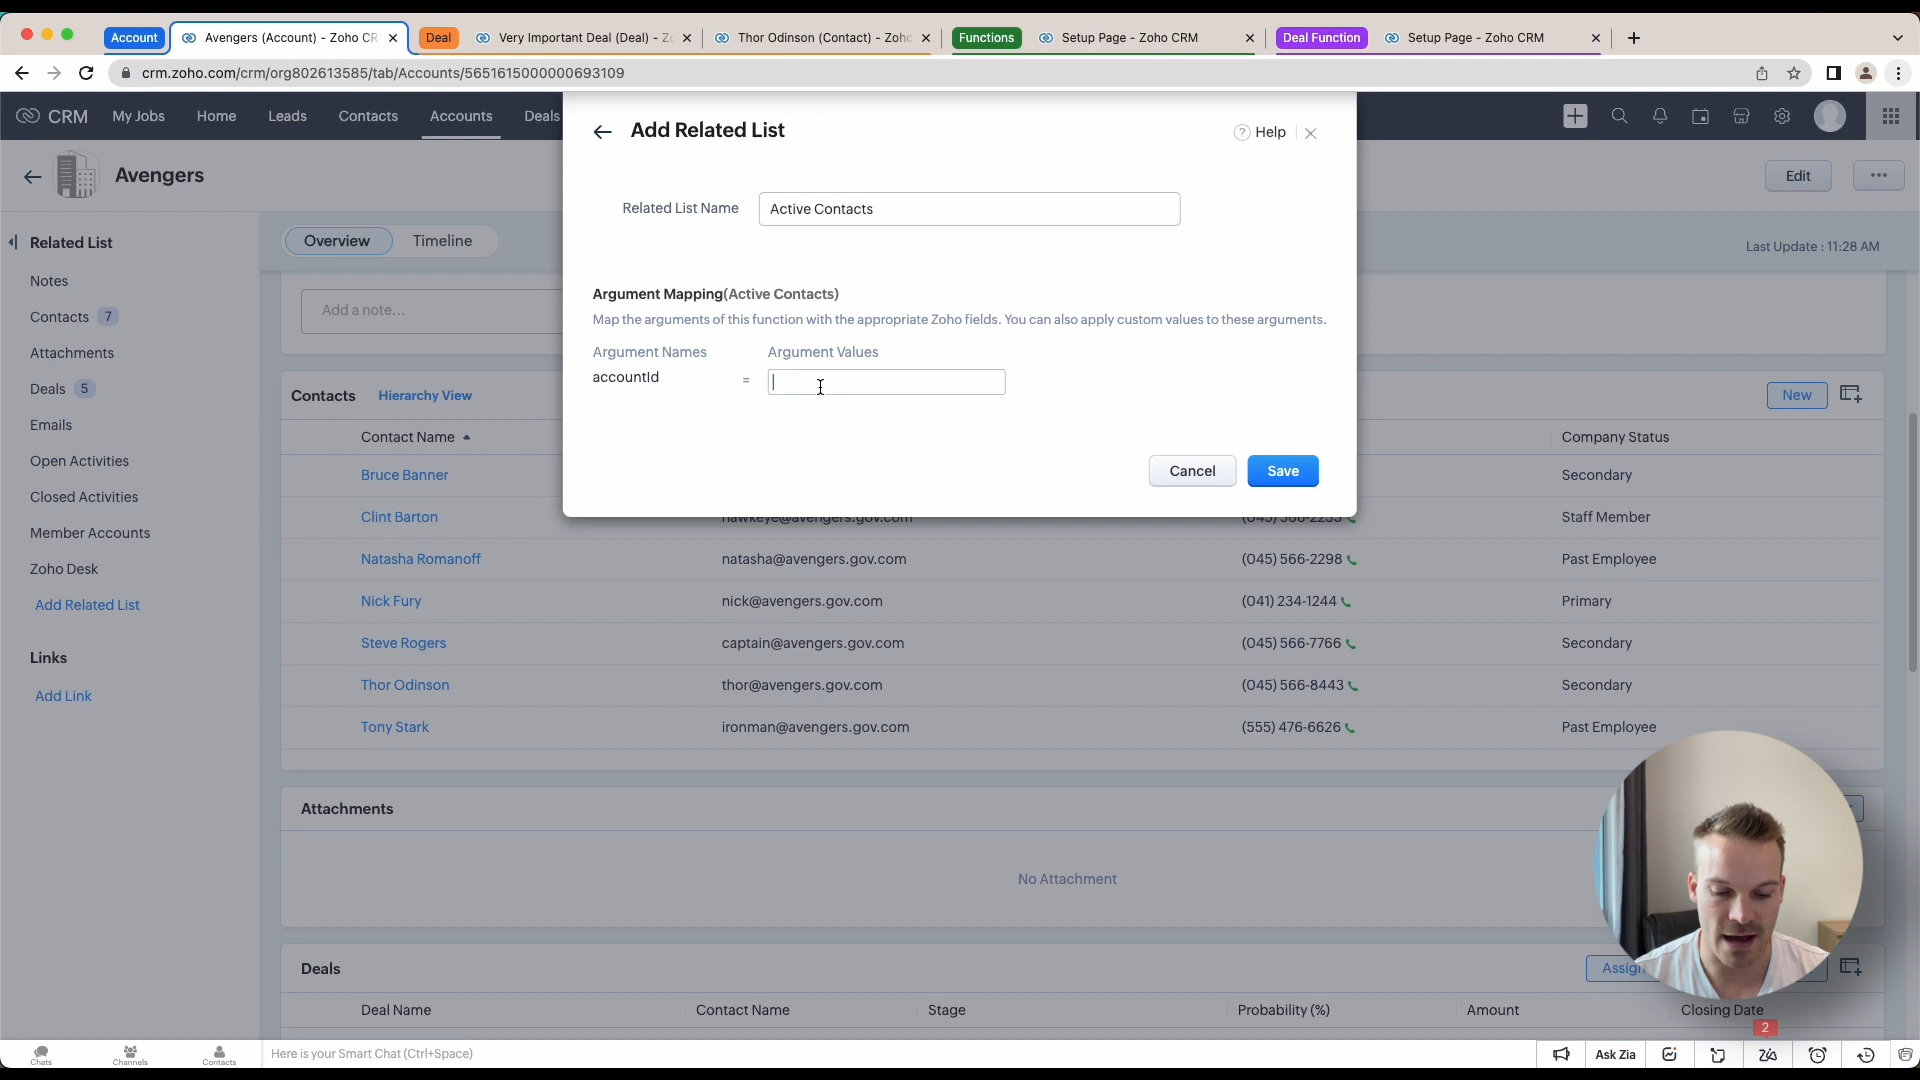 Account
Avengers (Account) - Zoho CR
Deal
Very Important Deal (Deal) - Z
Thor Odinson (Contact) - Zoho
Functions
Setup Page - Zoho CRM
Deal Function
Setup Page - Zoho CRM
crm.zoho.com/crm/org802613585/tab/Accounts/5651615000000693109
CRM
My Jobs
Home
Leads
Contacts
Accounts
Deals
Add Related List
Help
Avengers
Edit
Related List Name
Active Contacts
Related List
Overview
Timeline
Last Update : 11:28 AM
Notes
Contacts 7
Attachments
Deals 5
Emails
Open Activities
Closed Activities
Member Accounts
Zoho Desk
Add Related List
Links
Add Link
Add a note...
Argument Mapping(Active Contacts)
Map the arguments of this function with the appropriate Zoho fields. You can also apply custom values to these arguments.
Argument Names
Argument Values
accountId =
Cancel
Save
Contacts
Hierarchy View
New
Contact Name
Company Status
Bruce Banner Secondary
Clint Barton hawkeye@avengers.gov.com (045) 566-2233 Staff Member
Natasha Romanoff natasha@avengers.gov.com (045) 566-2298 Past Employee
Nick Fury nick@avengers.gov.com (041) 234-1244 Primary
Steve Rogers captain@avengers.gov.com (045) 566-7766 Secondary
Thor Odinson thor@avengers.gov.com (045) 566-8443 Secondary
Tony Stark ironman@avengers.gov.com (555) 476-6626 Past Employee
Attachments
No Attachment
Deals
Assign
Deal Name Contact Name Stage Probability (%) Amount Closing Date
2
Chats
Channels
Contacts
Here is your Smart Chat (Ctrl+Space)
Ask Zia